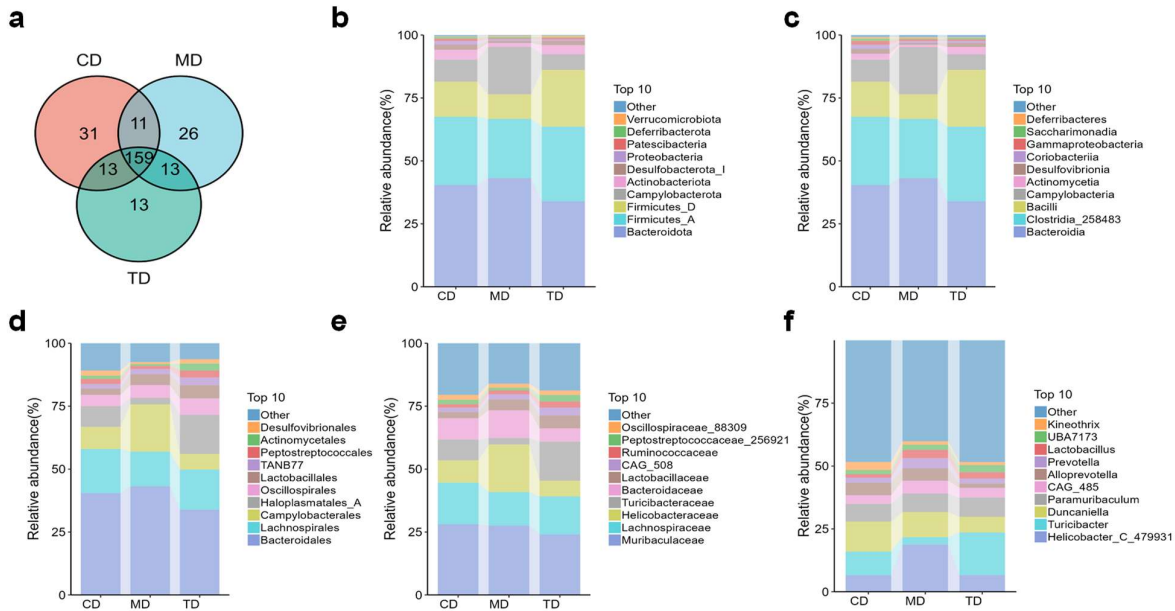 a
CD
MD
31
11
26
159
13
13
13
TD
b
Relative abundance(%)
100
75
50
25
0
CD
MD
TD
Top 10
Other
Verrucomicrobiota
Deferribacterota
Patescibacteria
Proteobacteria
Desulfobacterota_I
Actinobacteriota
Campylobacterota
Firmicutes_D
Firmicutes_A
Bacteroidota
c
Relative abundance(%)
100
75
50
25
0
CD
MD
TD
Top 10
Other
Deferribacteres
Saccharimonadia
Gammaproteobacteria
Coriobacteriia
Desulfovibrionia
Actinomycetia
Campylobacteria
Bacilli
Clostridia_258483
Bacteroidia
d
Relative abundance(%)
100
75
50
25
0
CD
MD
TD
Top 10
Other
Desulfovibrionales
Actinomycetales
Peptostreptococcales
TANB77
Lactobacillales
Oscillospirales
Haloplasmatales_A
Campylobacterales
Lachnospirales
Bacteroidales
e
Relative abundance(%)
100
75
50
25
0
CD
MD
TD
Top 10
Other
Oscillospiraceae_88309
Peptostreptococcaceae_256921
Ruminococcaceae
CAG_508
Lactobacillaceae
Bacteroidaceae
Turicibacteraceae
Helicobacteraceae
Lachnospiraceae
Muribaculaceae
f
Relative abundance(%)
75
50
25
0
CD
MD
TD
Top 10
Other
Kineothrix
UBA7173
Lactobacillus
Prevotella
Alloprevotella
CAG_485
Paramuribaculum
Duncaniella
Turicibacter
Helicobacter_C_479931